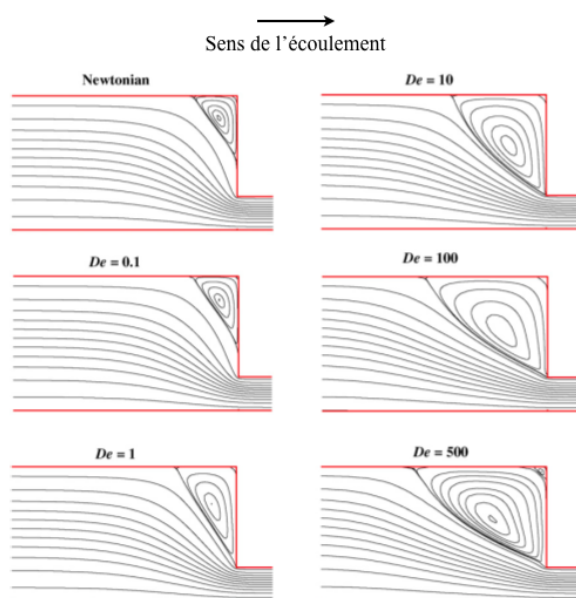 Sens de l'écoulement
Newtonian
De = 10
De = 0.1
De = 100
De = 1
De = 500